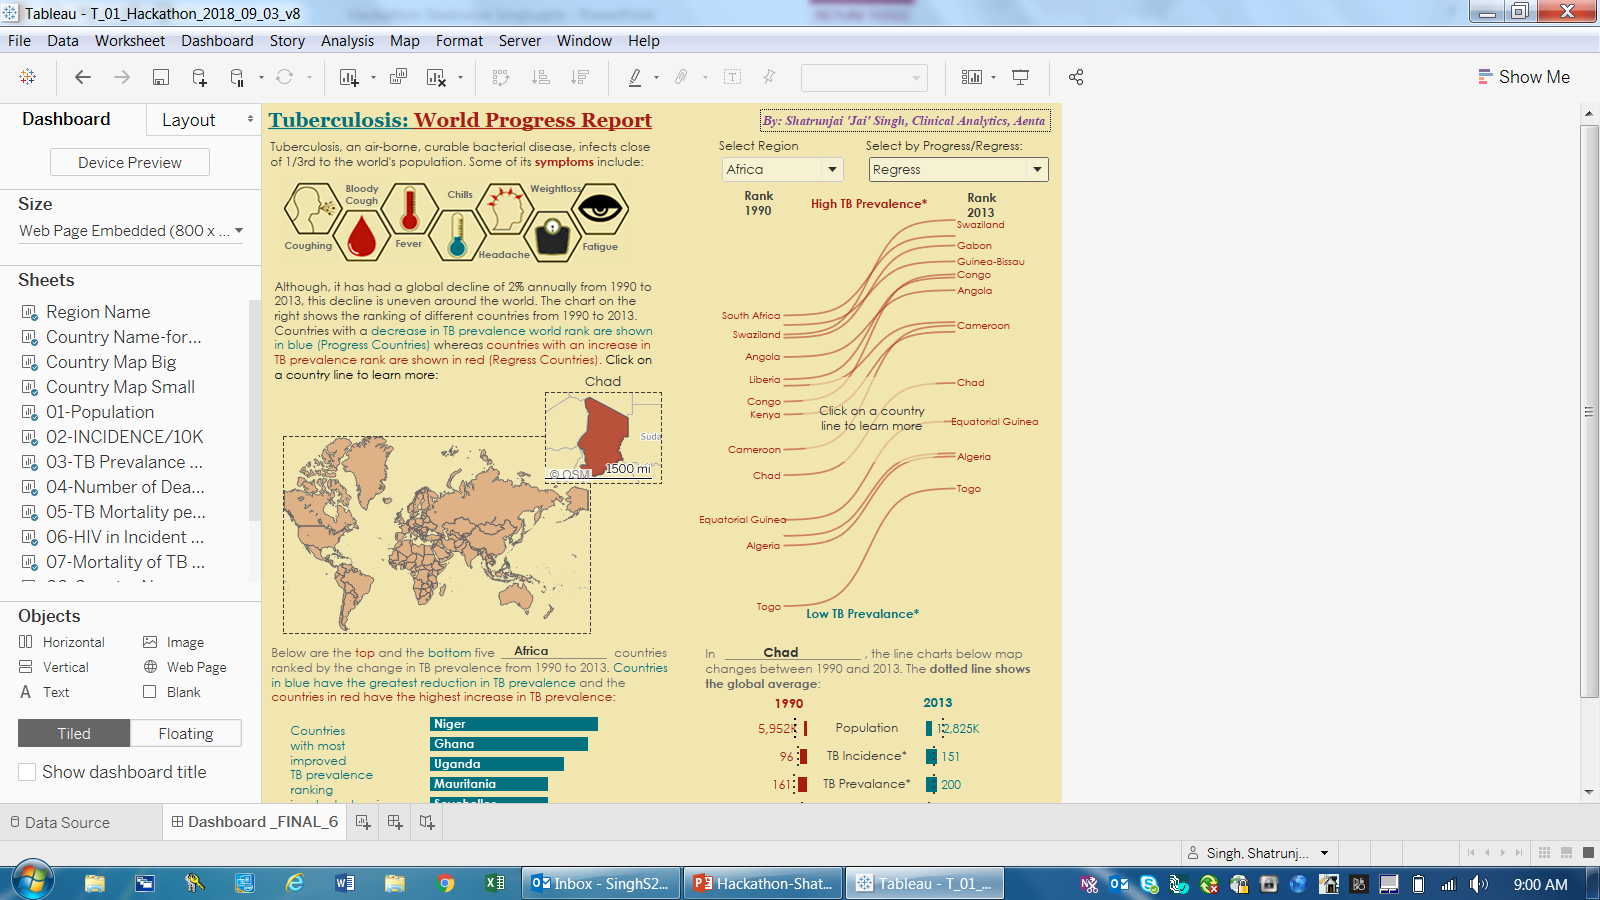 Tableau - T_01_Hackathon_2018_09_03_v8
File Data Worksheet Dashboard Story Analysis Map Format Server Window Help
Show Me
Dashboard
Layout
Device Preview
Size
Web Page Embedded (800 x ...
Sheets
Region Name
Country Name-for...
Country Map Big
Country Map Small
01-Population
02-INCIDENCE/10K
03-TB Prevalance ...
04-Number of Dea...
05-TB Mortality pe...
06-HIV in Incident ...
07-Mortality of TB ...
Objects
Horizontal Image
Vertical Web Page
Text Blank
Tiled Floating
Show dashboard title
Tuberculosis: World Progress Report
By: Shatrunjai 'Jai' Singh, Clinical Analytics, Aenta
Tuberculosis, an air-borne, curable bacterial disease, infects close
of 1/3rd to the world's population. Some of its symptoms include:
Coughing
Bloody
Cough
Fever
Chills
Headache
Weightloss
Fatigue
Although, it has had a global decline of 2% annually from 1990 to
2013, this decline is uneven around the world. The chart on the
right shows the ranking of different countries from 1990 to 2013.
Countries with a decrease in TB prevalence world rank are shown
in blue (Progress Countries) whereas countries with an increase in
TB prevalence rank are shown in red (Regress Countries). Click on
a country line to learn more:
Chad
Suda
© OSM
1500 mi
Select Region
Africa
Select by Progress/Regress:
Regress
Rank
1990
High TB Prevalence*
Rank
2013
Swaziland
Gabon
Guinea-Bissau
Congo
Angola
South Africa
Cameroon
Swaziland
Angola
Liberia
Chad
Congo
Kenya
Click on a country
line to learn more
Equatorial Guinea
Cameroon
Algeria
Chad
Togo
Equatorial Guinea
Algeria
Togo
Low TB Prevalance*
Below are the top and the bottom five Africa countries
ranked by the change in TB prevalence from 1990 to 2013. Countries
in blue have the greatest reduction in TB prevalence and the
countries in red have the highest increase in TB prevalence:
Countries
with most
improved
TB prevalence
ranking
Niger
Ghana
Uganda
Mauritania
Seychelles
In Chad , the line charts below map
changes between 1990 and 2013. The dotted line shows
the global average:
1990 2013
5,952K Population 12,825K
96 TB Incidence* 151
161 TB Prevalance* 200
Data Source
Dashboard _FINAL_6
Singh, Shatrunj...
Inbox - SinghS2...
Hackathon-Shat...
Tableau - T_01_...
9:00 AM